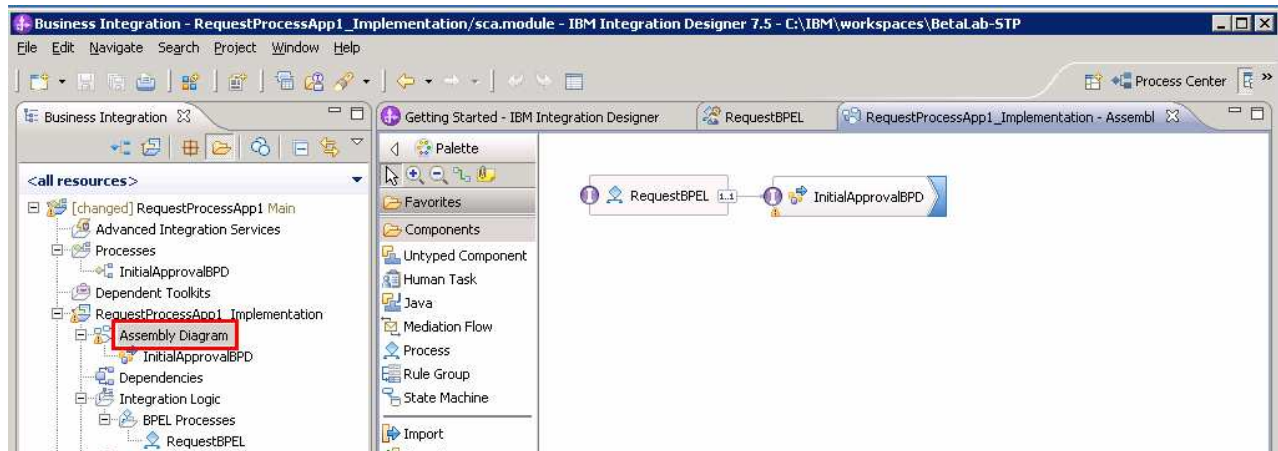 Business Integration - RequestProcessApp1_Implementation/sca.module - IBM Integration Designer 7.5 - C:\IBM\workspaces\BetaLab-STP
File Edit Navigate Search Project Window Help
Process Center
Business Integration
<all resources>
[changed] RequestProcessApp1 Main
Advanced Integration Services
Processes
InitialApprovalBPD
Dependent Toolkits
RequestProcessApp1_Implementation
Assembly Diagram
InitialApprovalBPD
Dependencies
Integration Logic
BPEL Processes
RequestBPEL
Getting Started - IBM Integration Designer
RequestBPEL
RequestProcessApp1_Implementation - Assembl
Palette
Favorites
Components
Untyped Component
Human Task
Java
Mediation Flow
Process
Rule Group
State Machine
Import
RequestBPEL 1..1
InitialApprovalBPD